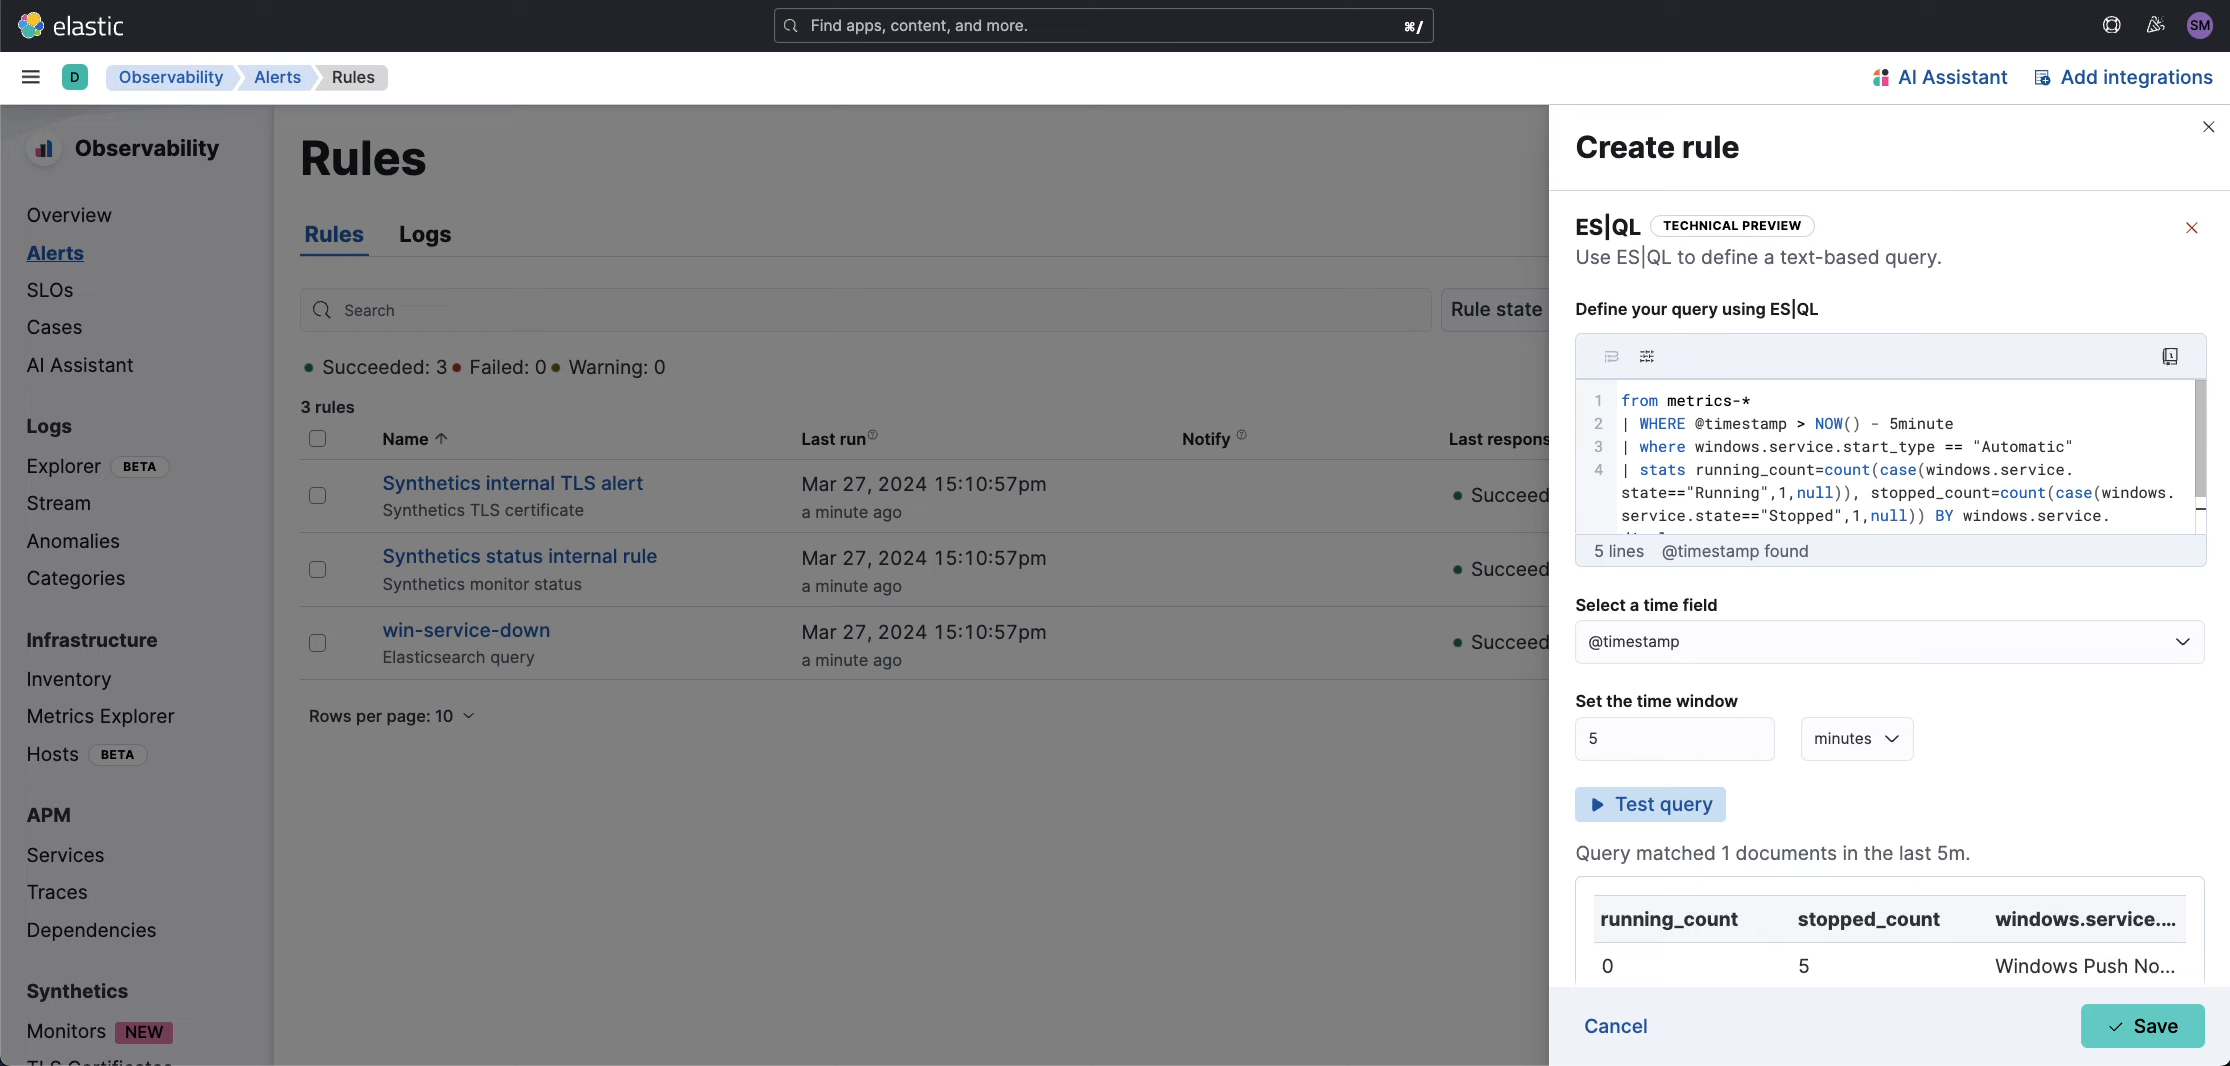 elastic
Find apps, content, and more.
⌘/
SM
D
Observability
Alerts
Rules
AI Assistant
Add integrations
Observability
Overview
Alerts
SLOs
Cases
AI Assistant
Logs
Explorer BETA
Stream
Anomalies
Categories
Infrastructure
Inventory
Metrics Explorer
Hosts BETA
APM
Services
Traces
Dependencies
Synthetics
Monitors NEW
TLS Certificates
Rules
Rules Logs
Search
Rule state
Succeeded: 3 Failed: 0 Warning: 0
3 rules
Name Last run Notify Last respons
Synthetics internal TLS alert
Synthetics TLS certificate
Mar 27, 2024 15:10:57pm
a minute ago
Succeed
Synthetics status internal rule
Synthetics monitor status
Mar 27, 2024 15:10:57pm
a minute ago
Succeed
win-service-down
Elasticsearch query
Mar 27, 2024 15:10:57pm
a minute ago
Succeed
Rows per page: 10
Create rule
ES|QL TECHNICAL PREVIEW
Use ES|QL to define a text-based query.
Define your query using ES|QL
1 from metrics-*
2 | WHERE @timestamp > NOW() - 5minute
3 | where windows.service.start_type == "Automatic"
4 | stats running_count=count(case(windows.service.
state=="Running",1,null)), stopped_count=count(case(windows.
service.state=="Stopped",1,null)) BY windows.service.
5 lines @timestamp found
Select a time field
@timestamp
Set the time window
5 minutes
Test query
Query matched 1 documents in the last 5m.
running_count stopped_count windows.service....
0 5 Windows Push No...
Cancel
Save